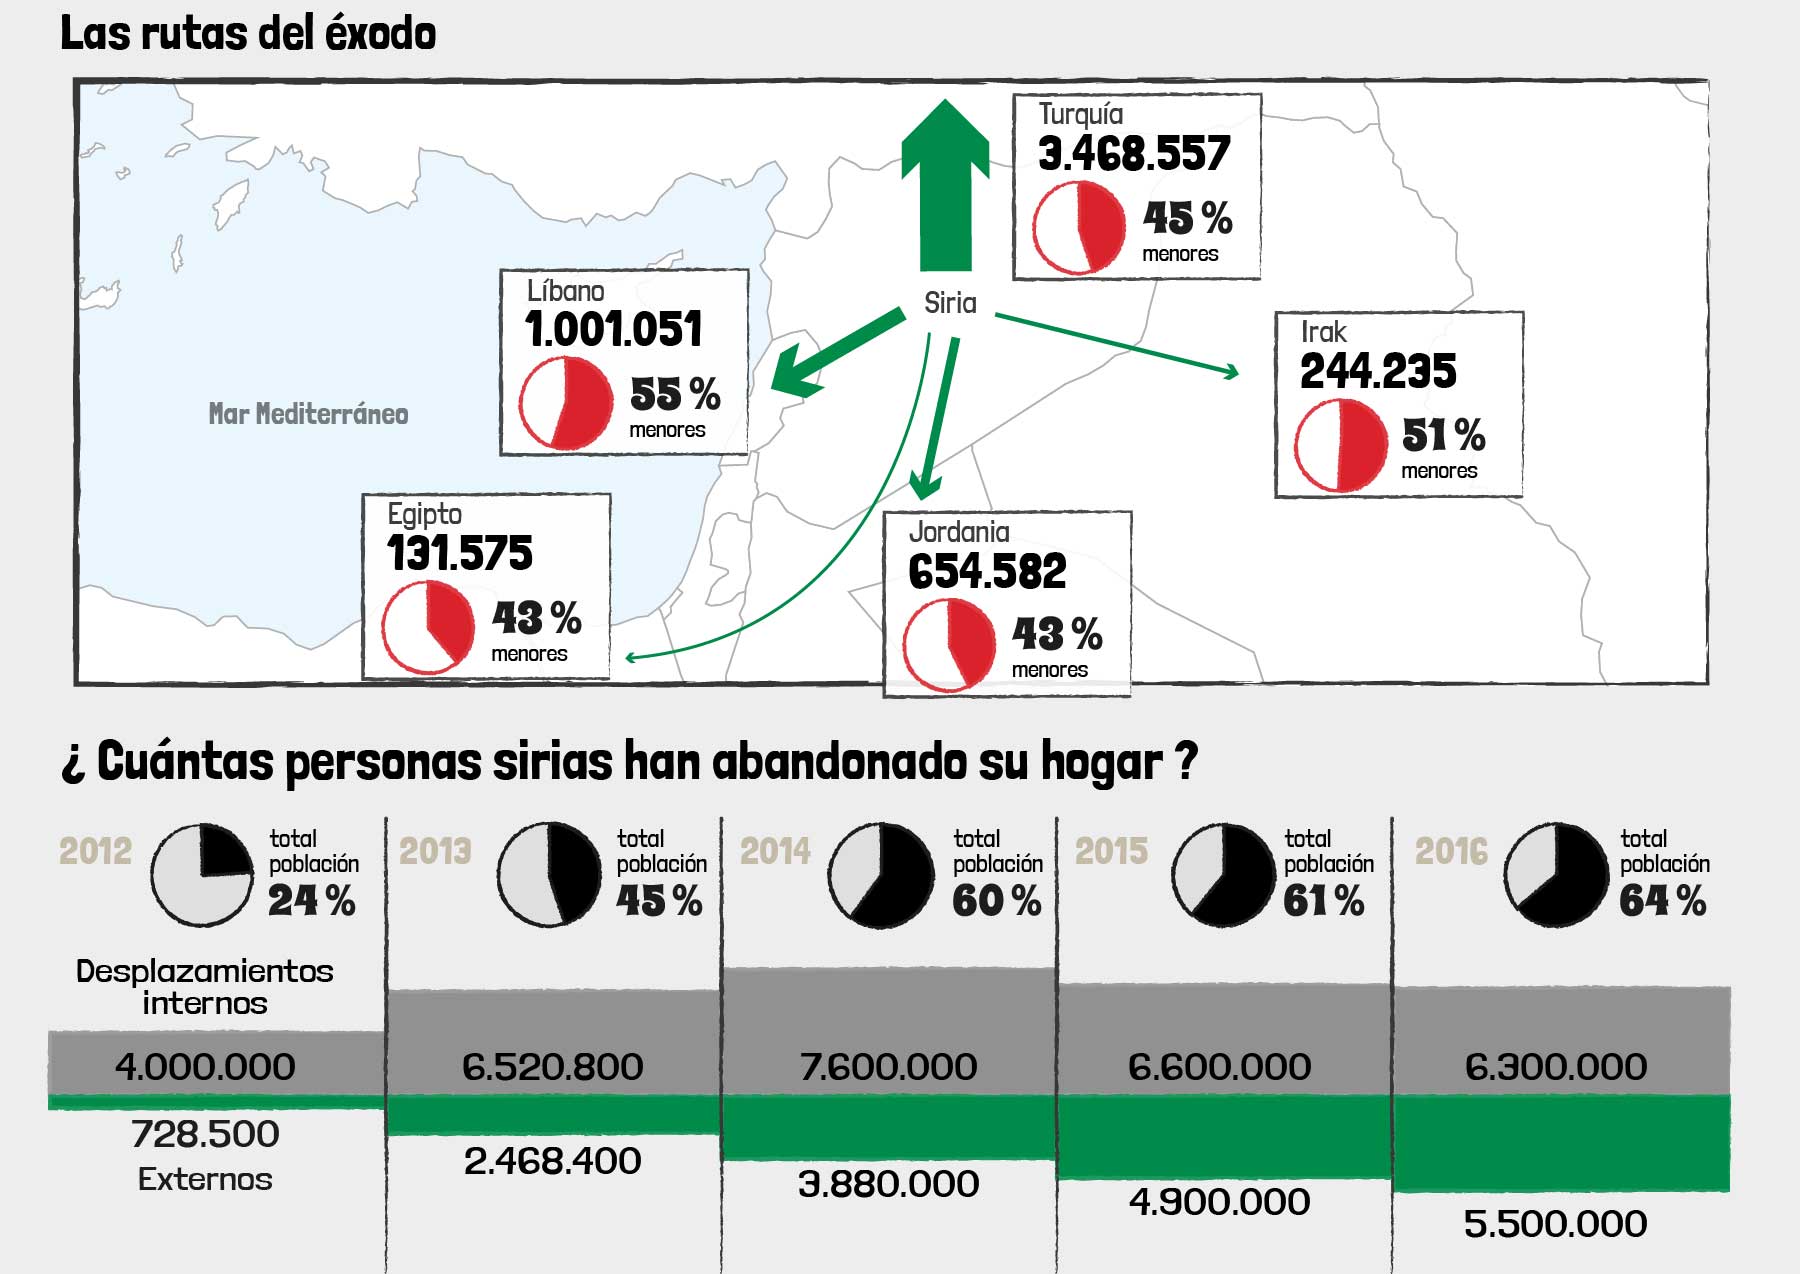 Las rutas del éxodo
Turquía
3.468.557
45 %
menores
Siria
Líbano
1.001.051
55 %
menores
Irak
244.235
51 %
menores
Mar Mediterráneo
Egipto
131.575
43 %
menores
Jordania
654.582
43 %
menores
¿ Cuántas personas sirias han abandonado su hogar ?
2012
total
población
24 %
2013
total
población
45 %
2014
total
población
60 %
2015
total
población
61 %
2016
total
población
64 %
Desplazamientos
internos
4.000.000
6.520.800
7.600.000
6.600.000
6.300.000
728.500
2.468.400
3.880.000
4.900.000
5.500.000
Externos